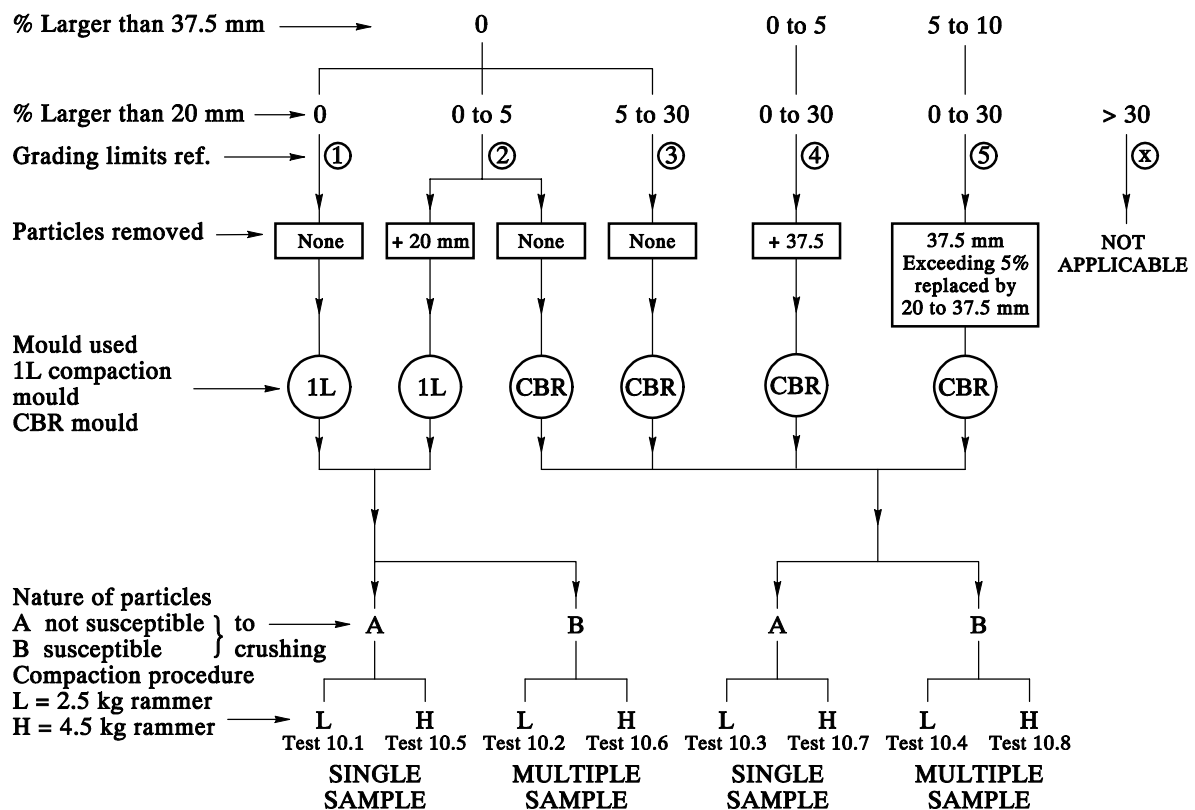 % Larger than 37.5 mm 0 0 to 5 5 to 10
% Larger than 20 mm 0 0 to 5 5 to 30 0 to 30 0 to 30 > 30
Grading limits ref. 1 2 3 4 5 x
Particles removed None + 20 mm None None + 37.5
37.5 mm
Exceeding 5%
replaced by
20 to 37.5 mm
NOT
APPLICABLE
Mould used
1L compaction
mould
CBR mould
1L 1L CBR CBR CBR CBR
Nature of particles
A not susceptible } to
B susceptible crushing
A B A B
Compaction procedure
L = 2.5 kg rammer
H = 4.5 kg rammer
L H L H L H L H
Test 10.1 Test 10.5 Test 10.2 Test 10.6 Test 10.3 Test 10.7 Test 10.4 Test 10.8
SINGLE MULTIPLE SINGLE MULTIPLE
SAMPLE SAMPLE SAMPLE SAMPLE